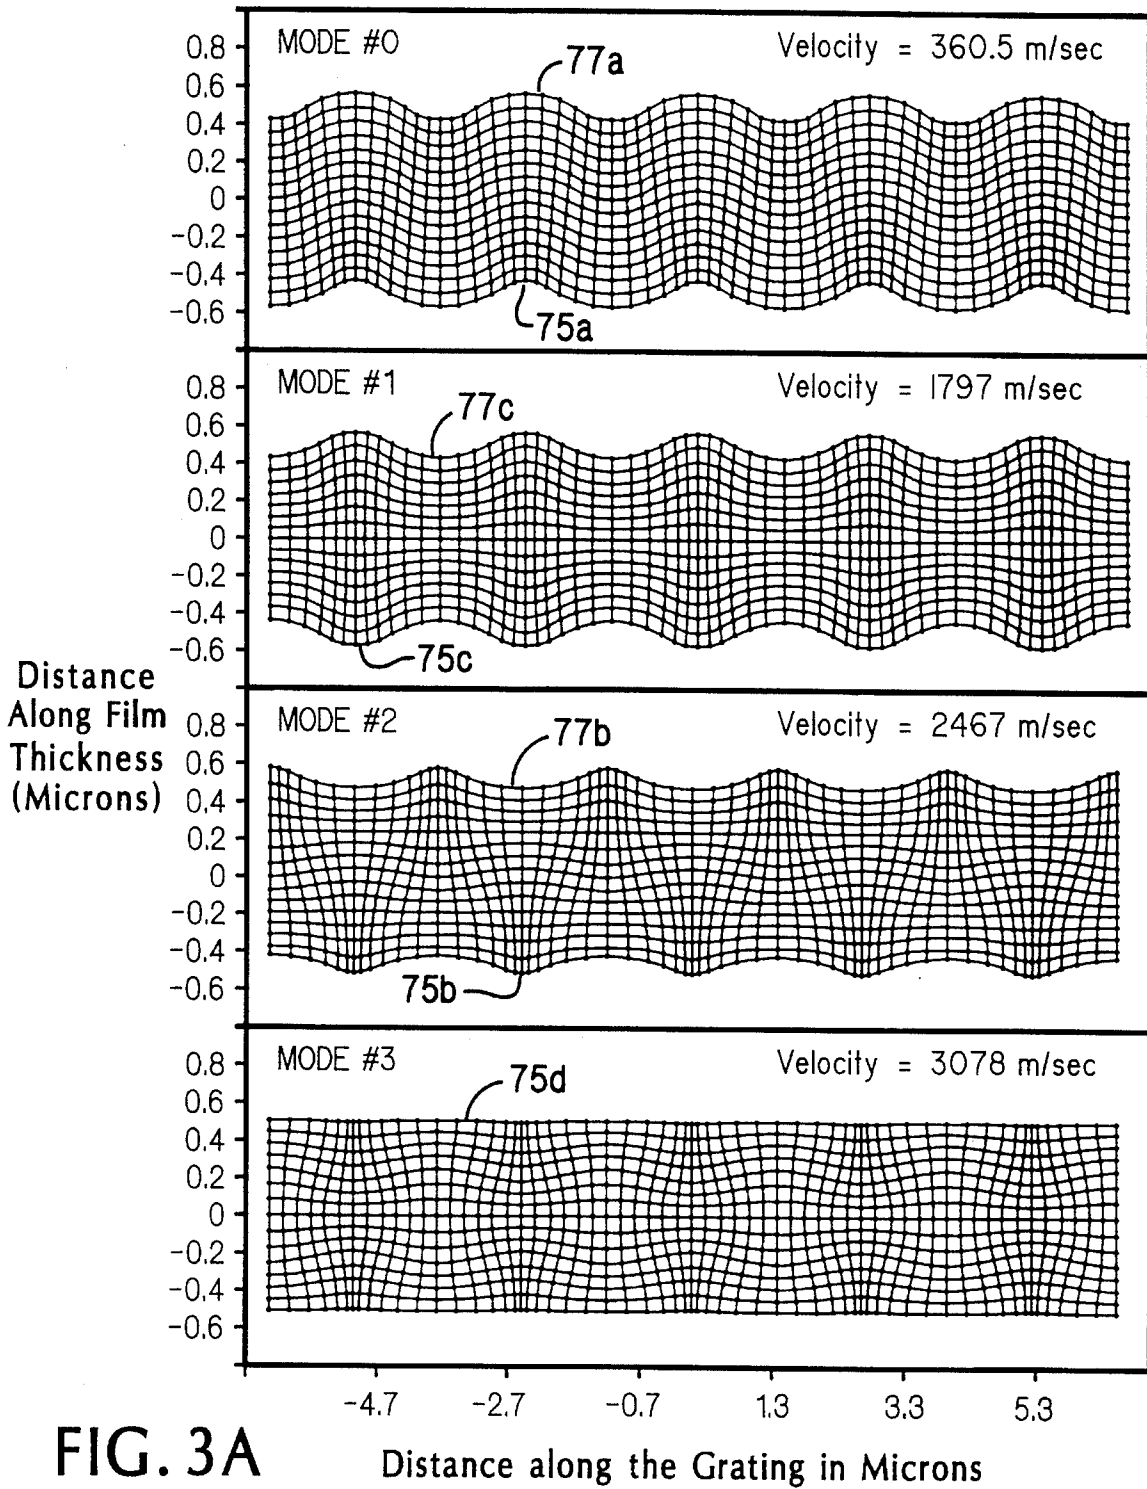 MODE #0
Velocity = 360.5 m/sec
77a
0.8
0.6
0.4
0.2
0
-0.2
-0.4
-0.6
75a
MODE #1
Velocity = 1797 m/sec
77c
0.8
0.6
0.4
0.2
0
-0.2
-0.4
-0.6
75c
Distance
Along Film
Thickness
(Microns)
MODE #2
Velocity = 2467 m/sec
77b
0.8
0.6
0.4
0.2
0
-0.2
-0.4
-0.6
75b
MODE #3
Velocity = 3078 m/sec
75d
0.8
0.6
0.4
0.2
0
-0.2
-0.4
-0.6
-4.7 -2.7 -0.7 1.3 3.3 5.3
FIG. 3A
Distance along the Grating in Microns